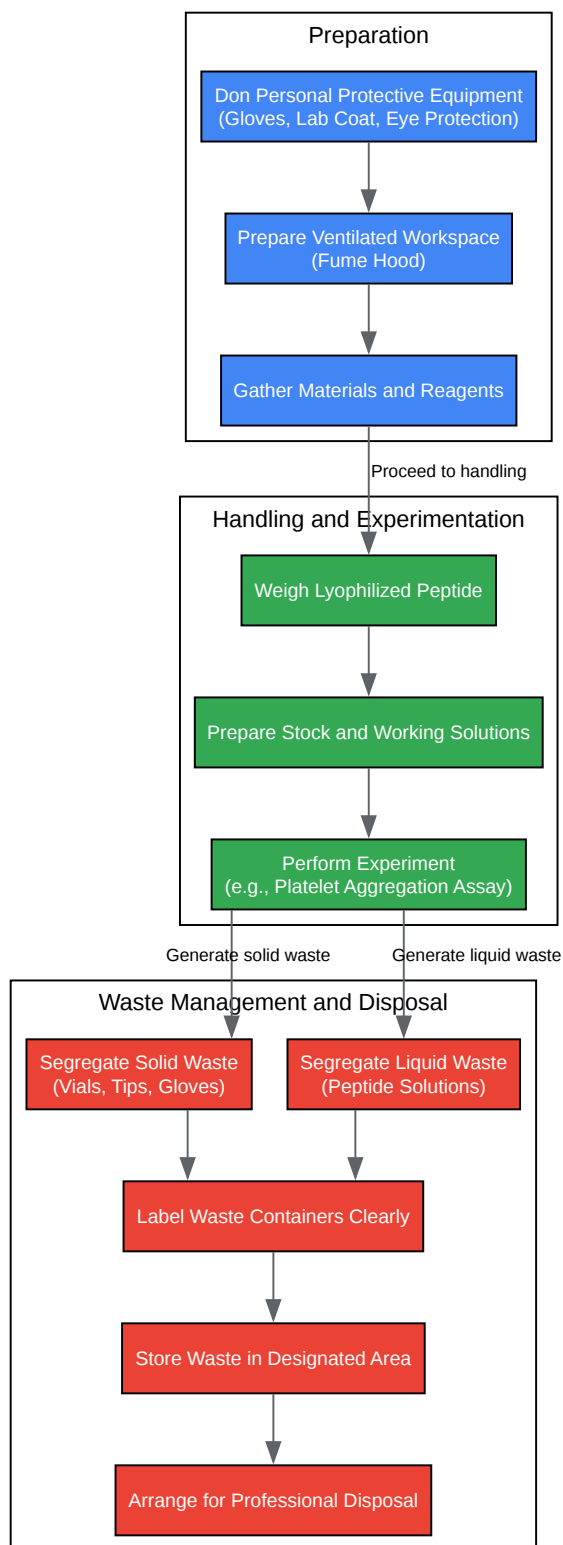 Preparation
Don Personal Protective Equipment
(Gloves, Lab Coat, Eye Protection)
Prepare Ventilated Workspace
(Fume Hood)
Gather Materials and Reagents
Proceed to handling
Handling and Experimentation
Weigh Lyophilized Peptide
Prepare Stock and Working Solutions
Perform Experiment
(e.g., Platelet Aggregation Assay)
Generate solid waste
Generate liquid waste
Waste Management and Disposal
Segregate Solid Waste
(Vials, Tips, Gloves)
Segregate Liquid Waste
(Peptide Solutions)
Label Waste Containers Clearly
Store Waste in Designated Area
Arrange for Professional Disposal